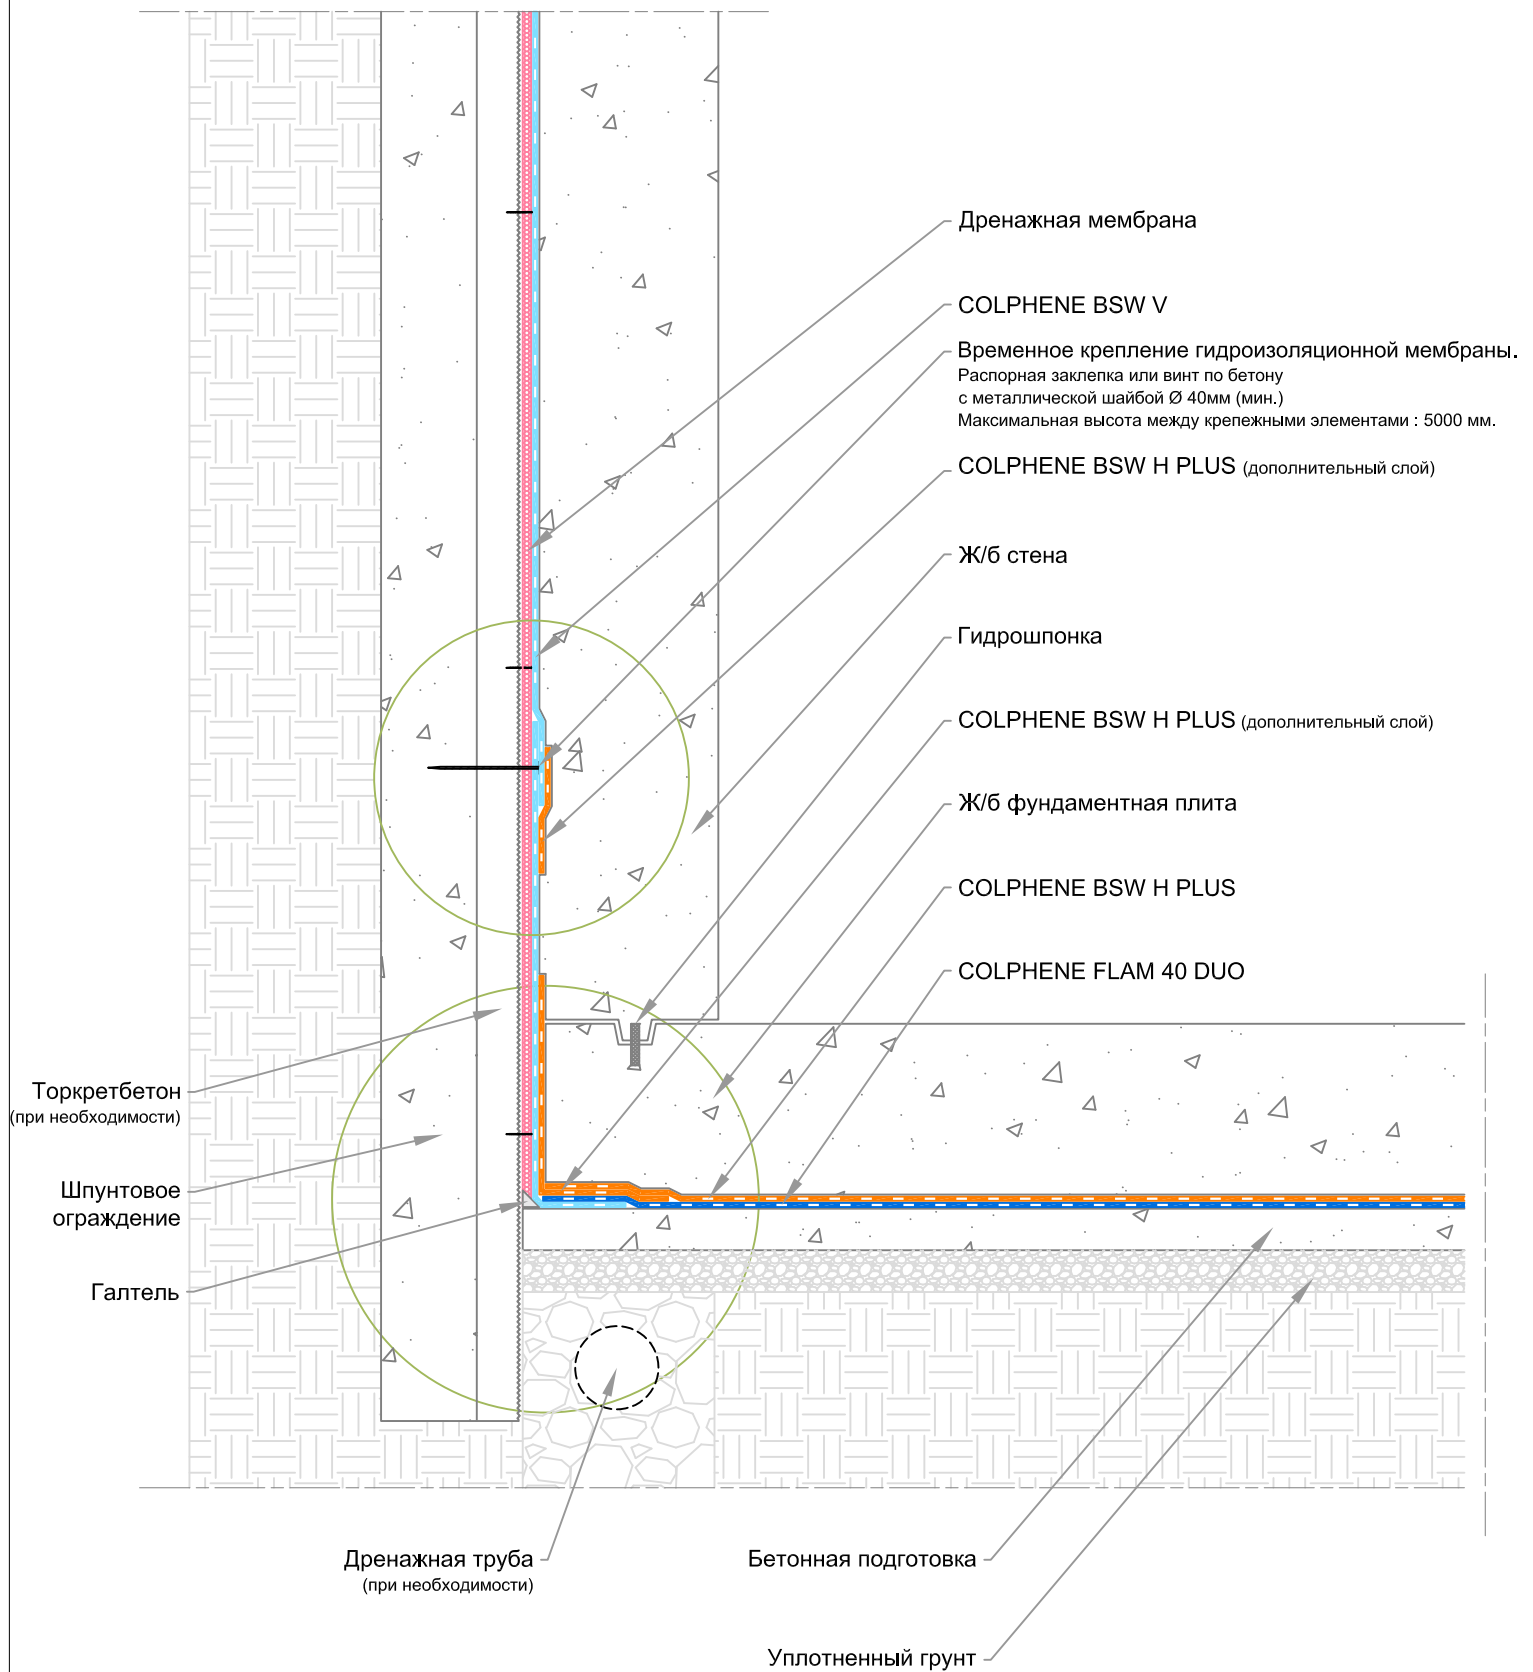 Дренажная мембрана
COLPHENE BSW V
Временное крепление гидроизоляционной мембраны.
Распорная заклепка или винт по бетону
с металлической шайбой Ø 40мм (мин.)
Максимальная высота между крепежными элементами : 5000 мм.
COLPHENE BSW H PLUS (дополнительный слой)
Ж/б стена
Гидрошпонка
COLPHENE BSW H PLUS (дополнительный слой)
Ж/б фундаментная плита
COLPHENE BSW H PLUS
COLPHENE FLAM 40 DUO
Торкретбетон
(при необходимости)
Шпунтовое
ограждение
Галтель
Дренажная труба
(при необходимости)
Бетонная подготовка
Уплотненный грунт